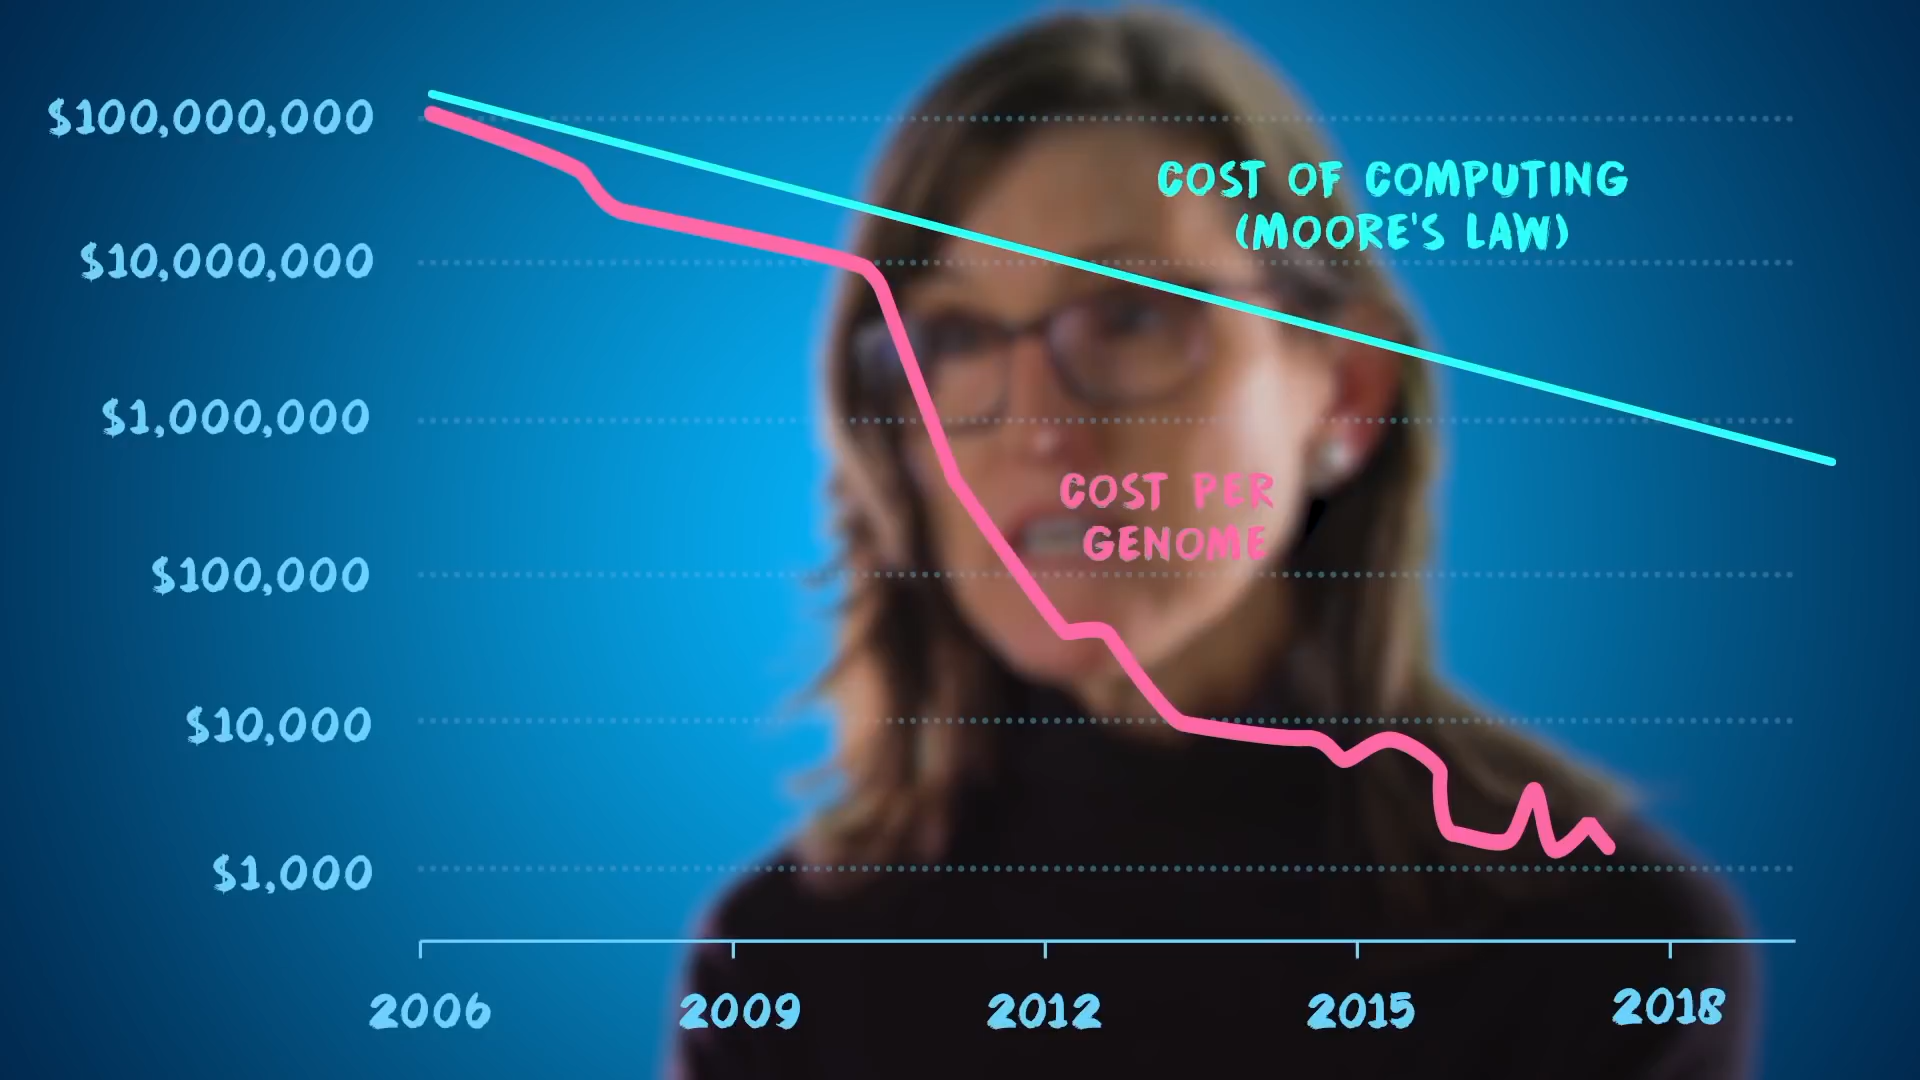 $100,000,000
COST OF COMPUTING
(MOORE'S LAW)
$10,000,000
$1,000,000
COST PER
GENOME
$100,000
$10,000
$1,000
2006 2009 2012 2015 2018